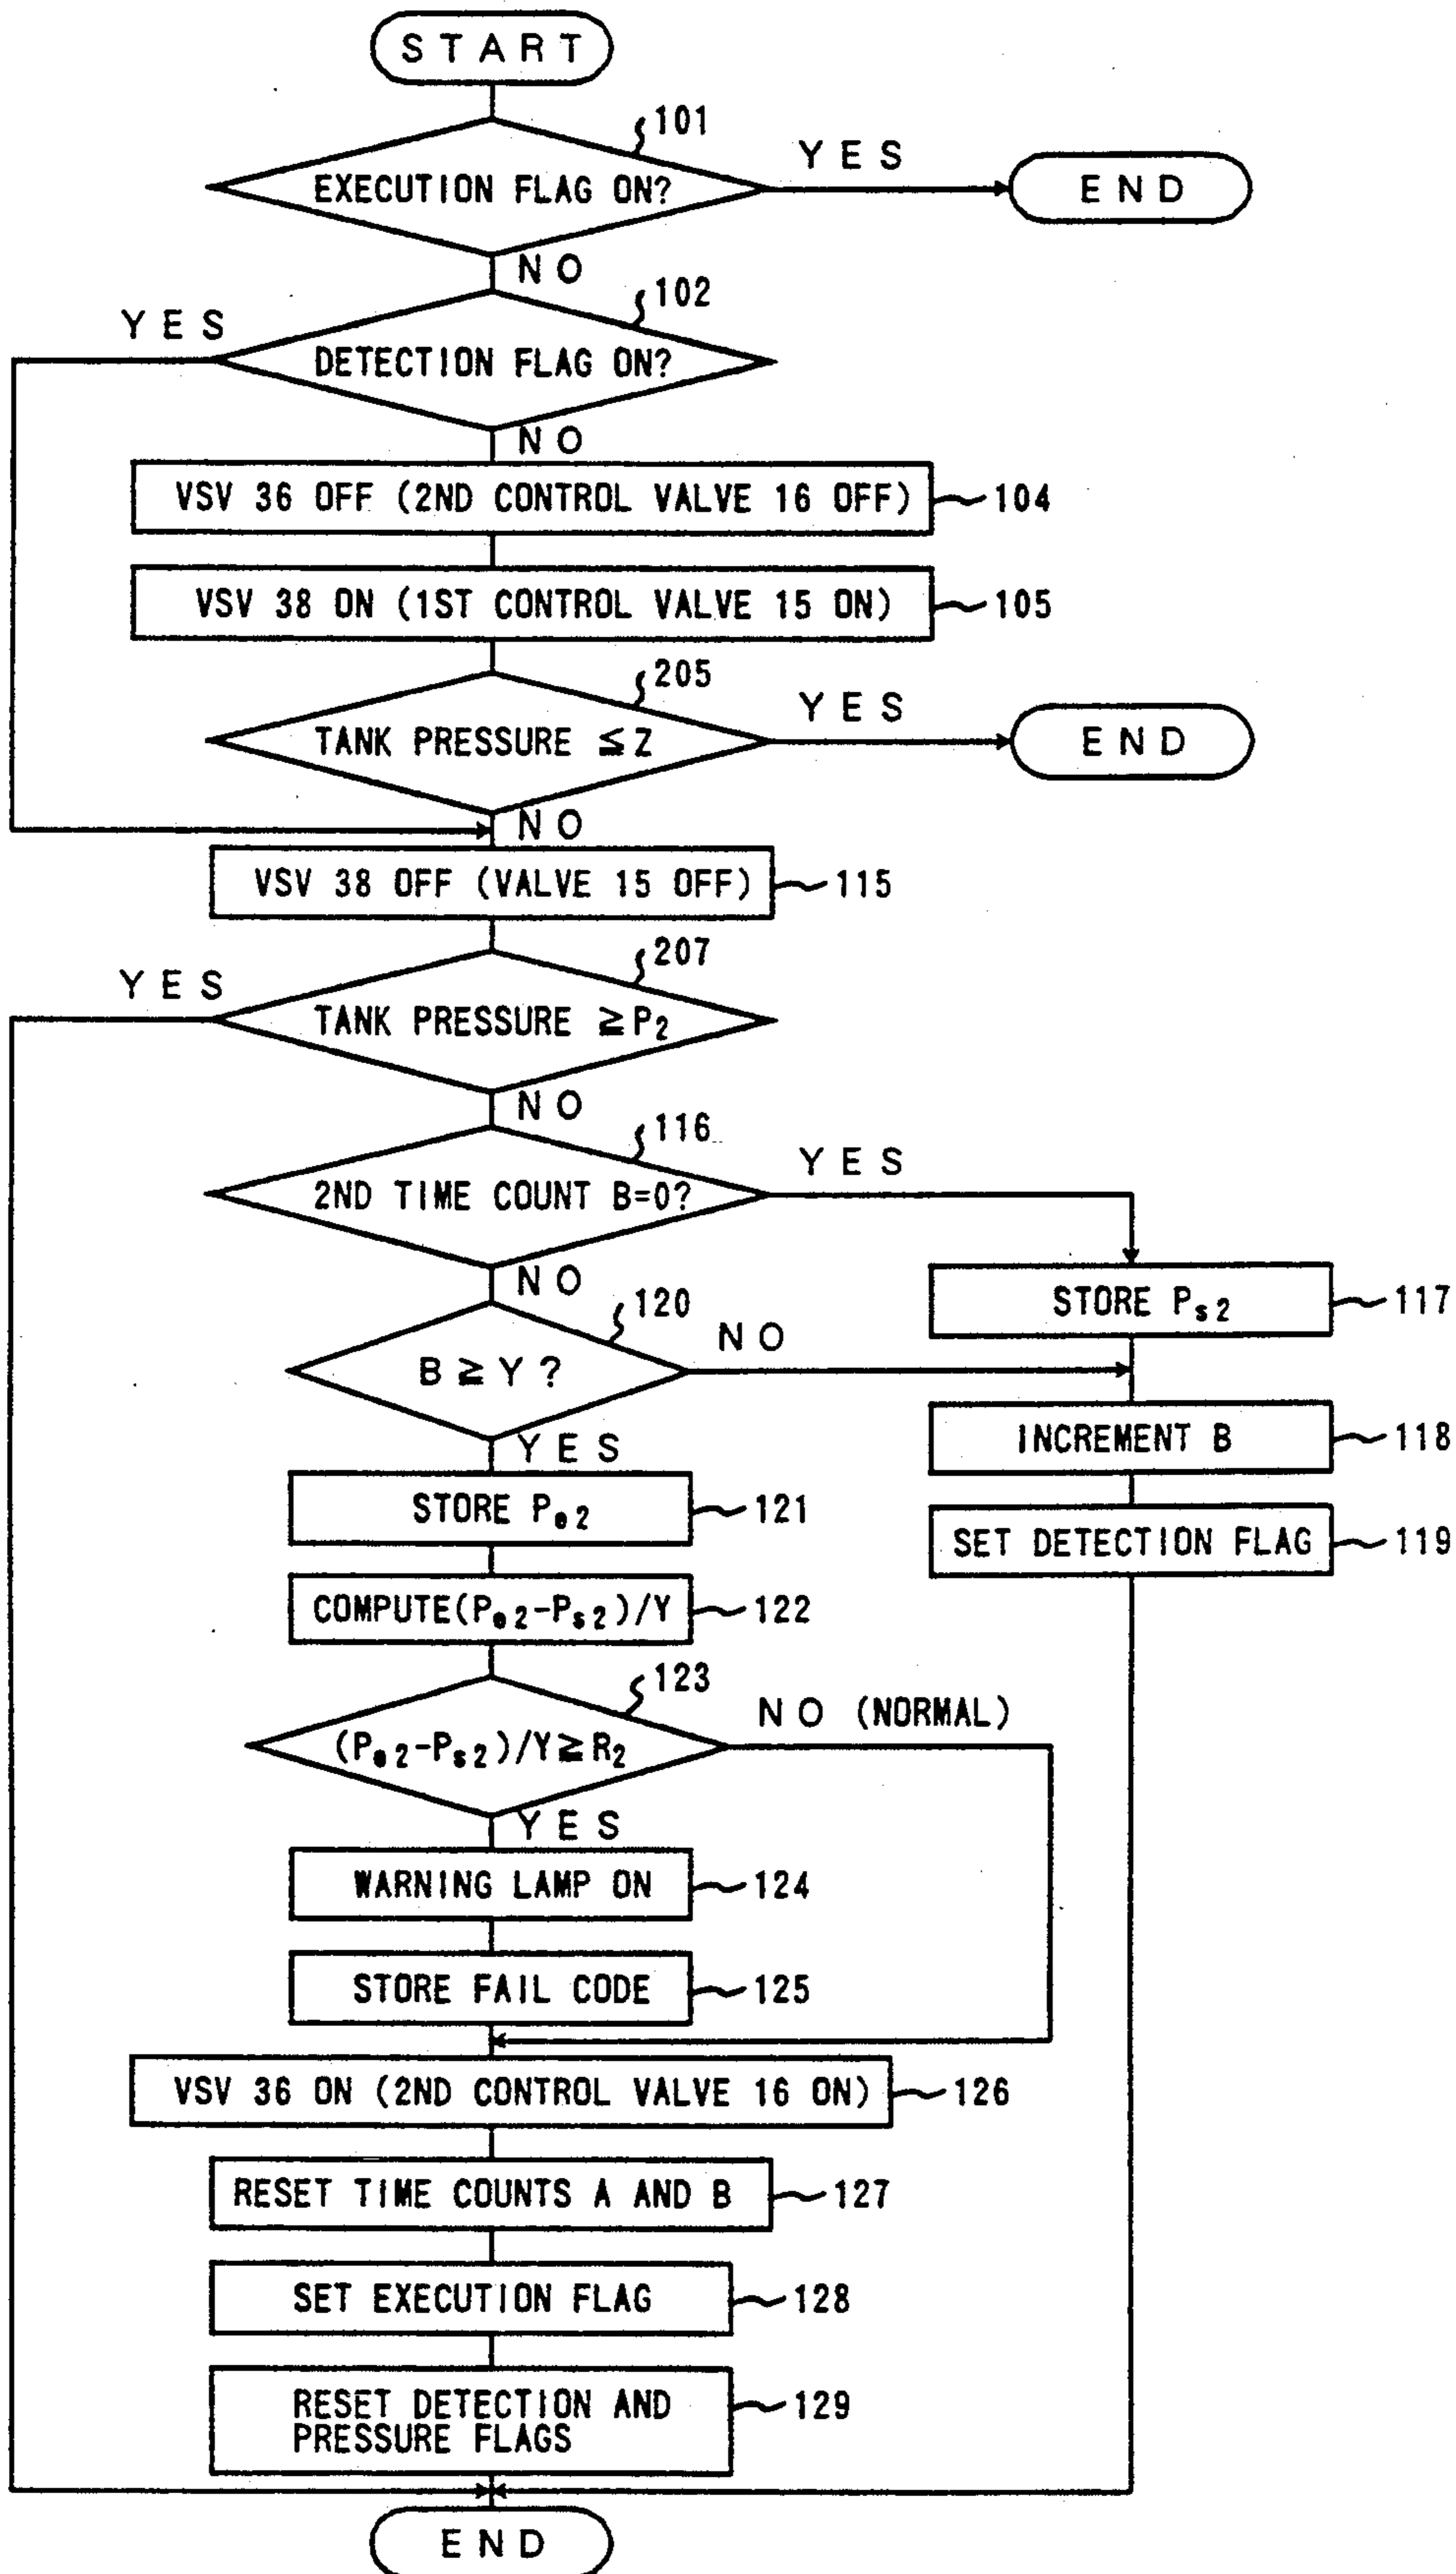 START
101
EXECUTION FLAG ON?
YES
END
NO
102
YES
DETECTION FLAG ON?
NO
VSV 36 OFF (2ND CONTROL VALVE 16 OFF)
104
VSV 38 ON (1ST CONTROL VALVE 15 ON)
105
205
TANK PRESSURE ≦Z
YES
END
NO
VSV 38 OFF (VALVE 15 OFF)
115
207
YES
TANK PRESSURE ≧P2
NO
116
2ND TIME COUNT B=0?
YES
NO
STORE Ps2
117
120
B≧Y?
NO
YES
INCREMENT B
118
STORE Pe2
121
SET DETECTION FLAG
119
COMPUTE(Pe2-Ps2)/Y
122
123
(Pe2-Ps2)/Y≧R2
NO (NORMAL)
YES
WARNING LAMP ON
124
STORE FAIL CODE
125
VSV 36 ON (2ND CONTROL VALVE 16 ON)
126
RESET TIME COUNTS A AND B
127
SET EXECUTION FLAG
128
RESET DETECTION AND
PRESSURE FLAGS
129
END